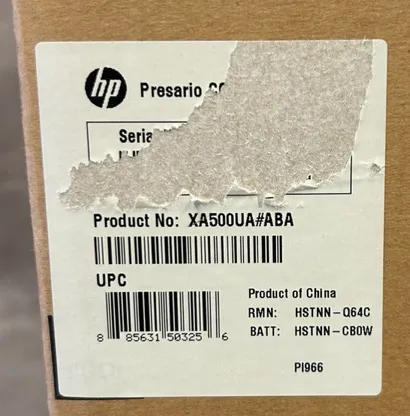 hp
Presario
Product No: XA500UA#ABA
UPC
8 85631 50325 6
Product of China
RMN: HSTNN-Q64C
BATT: HSTNN-CB0W
PI966